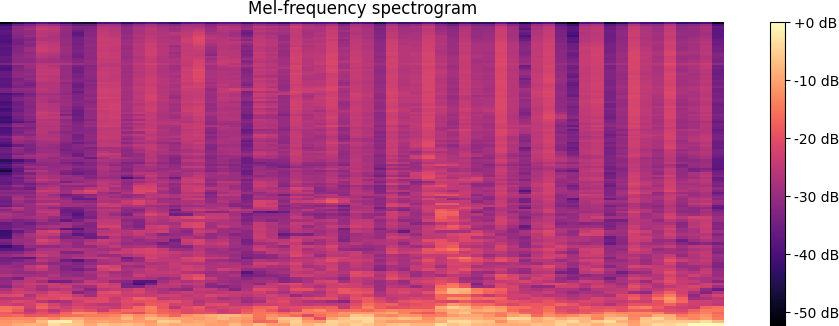 Mel-frequency spectrogram
+0 dB
-10 dB
-20 dB
-30 dB
-40 dB
-50 dB